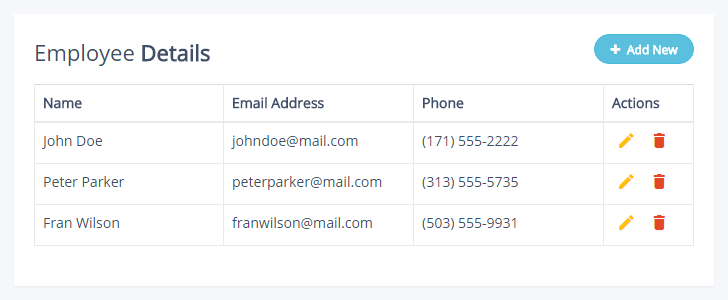 Employee Details
+ Add New
Name Email Address Phone Actions
John Doe johndoe@mail.com (171) 555-2222
Peter Parker peterparker@mail.com (313) 555-5735
Fran Wilson franwilson@mail.com (503) 555-9931